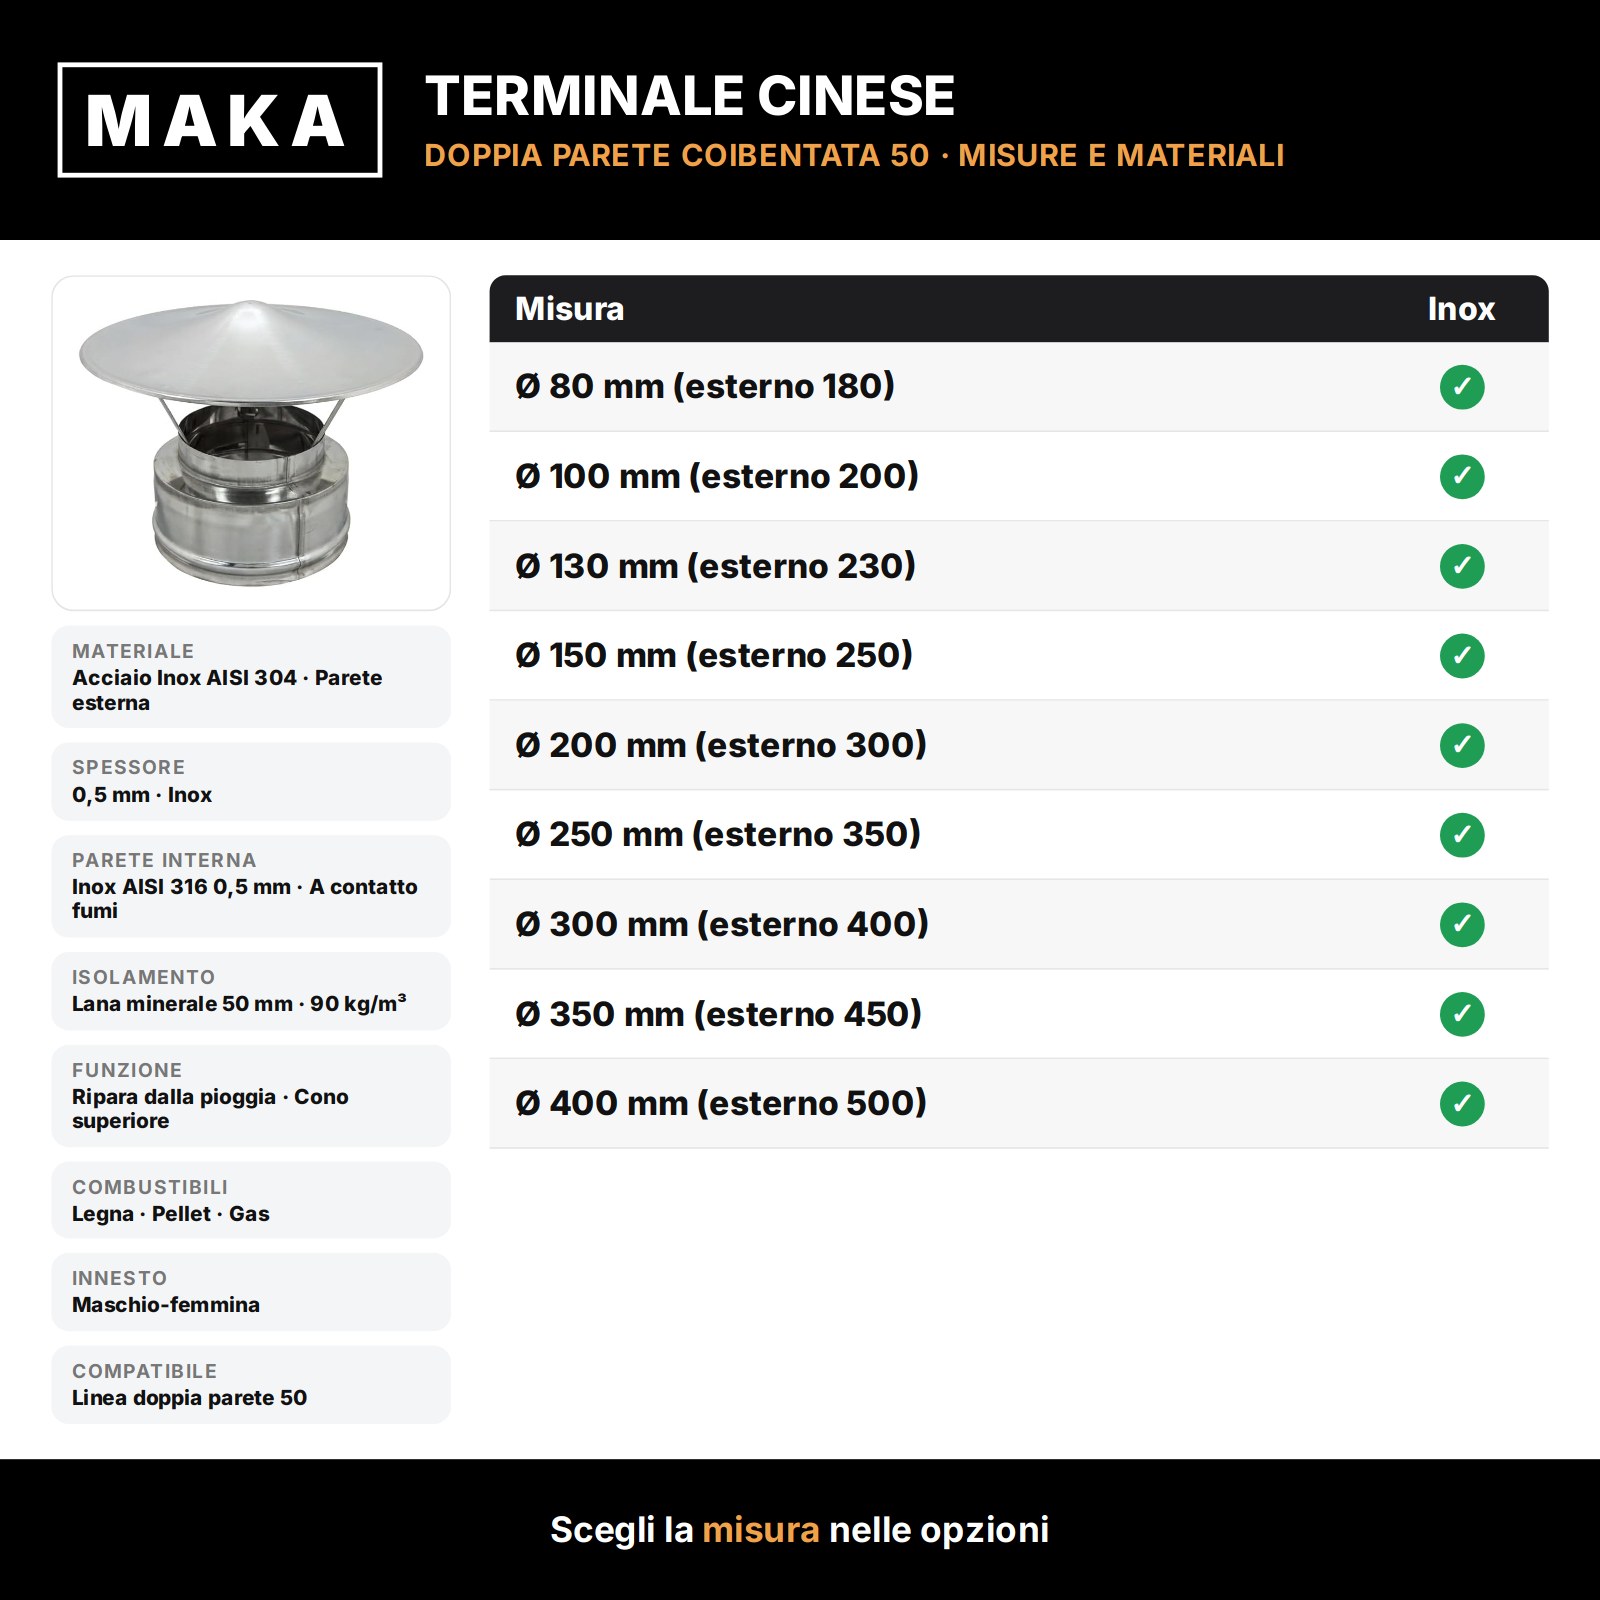 MAKA
TERMINALE CINESE
DOPPIA PARETE COIBENTATA 50 · MISURE E MATERIALI
MATERIALE
Acciaio Inox AISI 304 · Parete
esterna
SPESSORE
0,5 mm · Inox
PARETE INTERNA
Inox AISI 316 0,5 mm · A contatto
fumi
ISOLAMENTO
Lana minerale 50 mm · 90 kg/m³
FUNZIONE
Ripara dalla pioggia · Cono
superiore
COMBUSTIBILI
Legna · Pellet · Gas
INNESTO
Maschio-femmina
COMPATIBILE
Linea doppia parete 50
Misura Inox
Ø 80 mm (esterno 180) ✓
Ø 100 mm (esterno 200) ✓
Ø 130 mm (esterno 230) ✓
Ø 150 mm (esterno 250) ✓
Ø 200 mm (esterno 300) ✓
Ø 250 mm (esterno 350) ✓
Ø 300 mm (esterno 400) ✓
Ø 350 mm (esterno 450) ✓
Ø 400 mm (esterno 500) ✓
Scegli la misura nelle opzioni